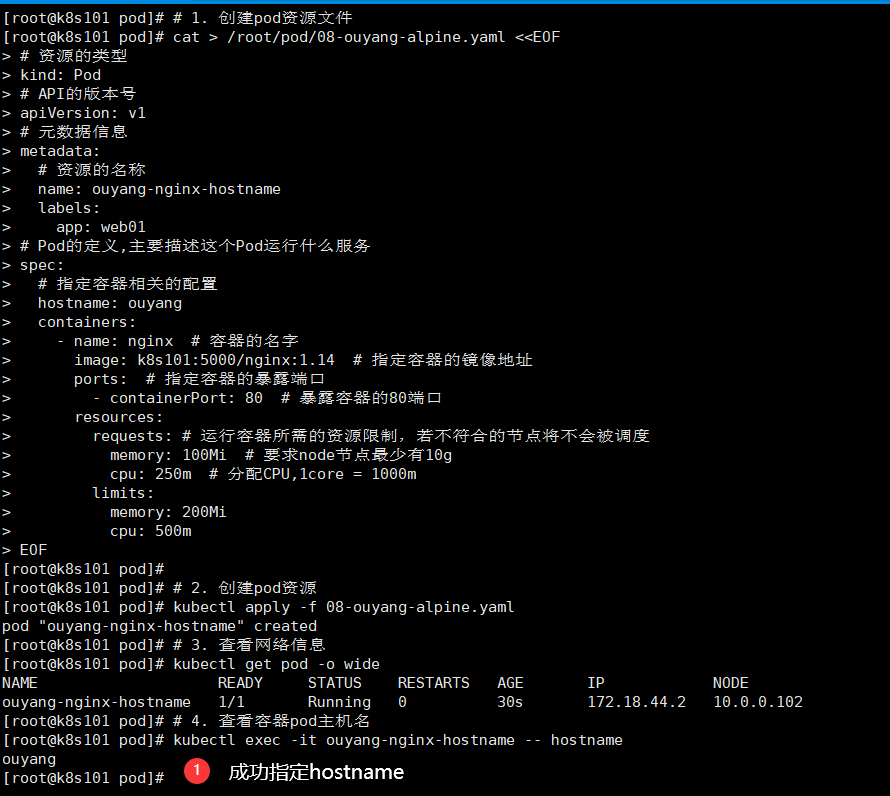 [root@k8s101 pod]# # 1. 创建pod资源文件
[root@k8s101 pod]# cat > /root/pod/08-ouyang-alpine.yaml <<EOF
> # 资源的类型
> kind: Pod
> # API的版本号
> apiVersion: v1
> # 元数据信息
> metadata:
>   # 资源的名称
>   name: ouyang-nginx-hostname
>   labels:
>     app: web01
> # Pod的定义,主要描述这个Pod运行什么服务
> spec:
>   # 指定容器相关的配置
>   hostname: ouyang
>   containers:
>     - name: nginx  # 容器的名字
>       image: k8s101:5000/nginx:1.14  # 指定容器的镜像地址
>       ports:  # 指定容器的暴露端口
>         - containerPort: 80  # 暴露容器的80端口
>       resources:
>         requests: # 运行容器所需的资源限制，若不符合的节点将不会被调度
>           memory: 100Mi  # 要求node节点最少有10g
>           cpu: 250m  # 分配CPU,1core = 1000m
>         limits:
>           memory: 200Mi
>           cpu: 500m
> EOF
[root@k8s101 pod]#
[root@k8s101 pod]# # 2. 创建pod资源
[root@k8s101 pod]# kubectl apply -f 08-ouyang-alpine.yaml
pod "ouyang-nginx-hostname" created
[root@k8s101 pod]# # 3. 查看网络信息
[root@k8s101 pod]# kubectl get pod -o wide
NAME                    READY     STATUS    RESTARTS   AGE       IP            NODE
ouyang-nginx-hostname   1/1       Running   0          30s       172.18.44.2   10.0.0.102
[root@k8s101 pod]# # 4. 查看容器pod主机名
[root@k8s101 pod]# kubectl exec -it ouyang-nginx-hostname -- hostname
ouyang
[root@k8s101 pod]# 1 成功指定hostname